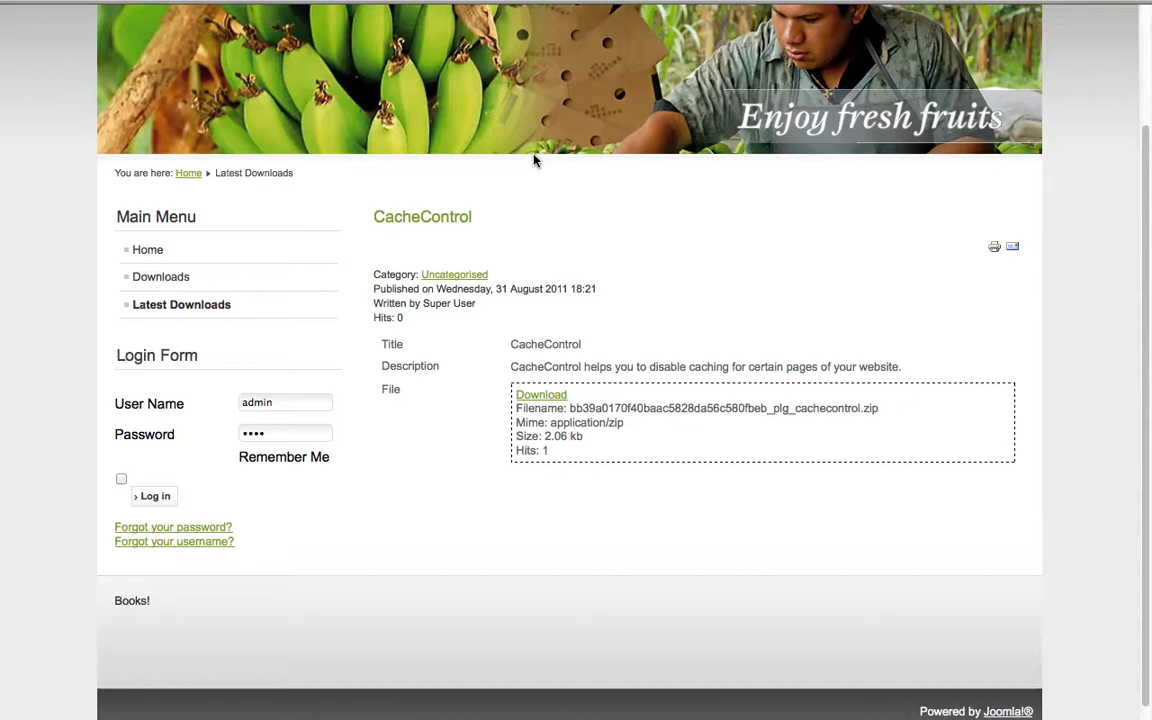 Enjoy fresh fruits
You are here: Home Latest Downloads
Main Menu
Home
Downloads
Latest Downloads
Login Form
User Name admin
Password ••••
Remember Me
› Log in
Forgot your password?
Forgot your username?
CacheControl
Category: Uncategorised
Published on Wednesday, 31 August 2011 18:21
Written by Super User
Hits: 0
Title CacheControl
Description CacheControl helps you to disable caching for certain pages of your website.
File Download
Filename: bb39a0170f40baac5828da56c580fbeb_plg_cachecontrol.zip
Mime: application/zip
Size: 2.06 kb
Hits: 1
Books!
Powered by Joomla!®